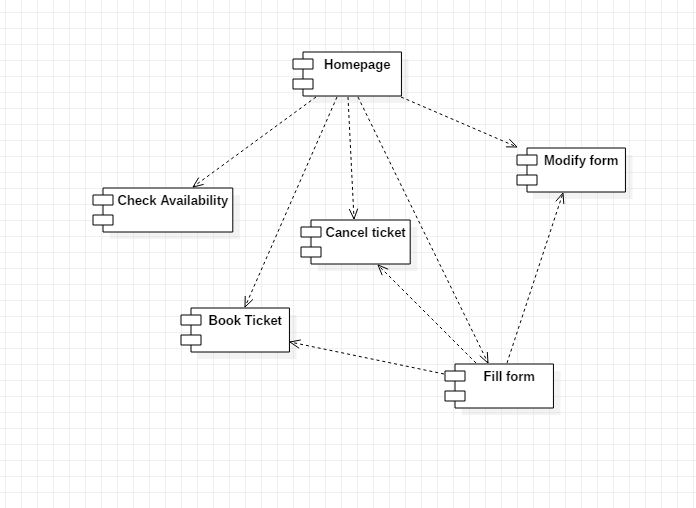 Homepage
Modify form
Check Availability
Cancel ticket
Book Ticket
Fill form